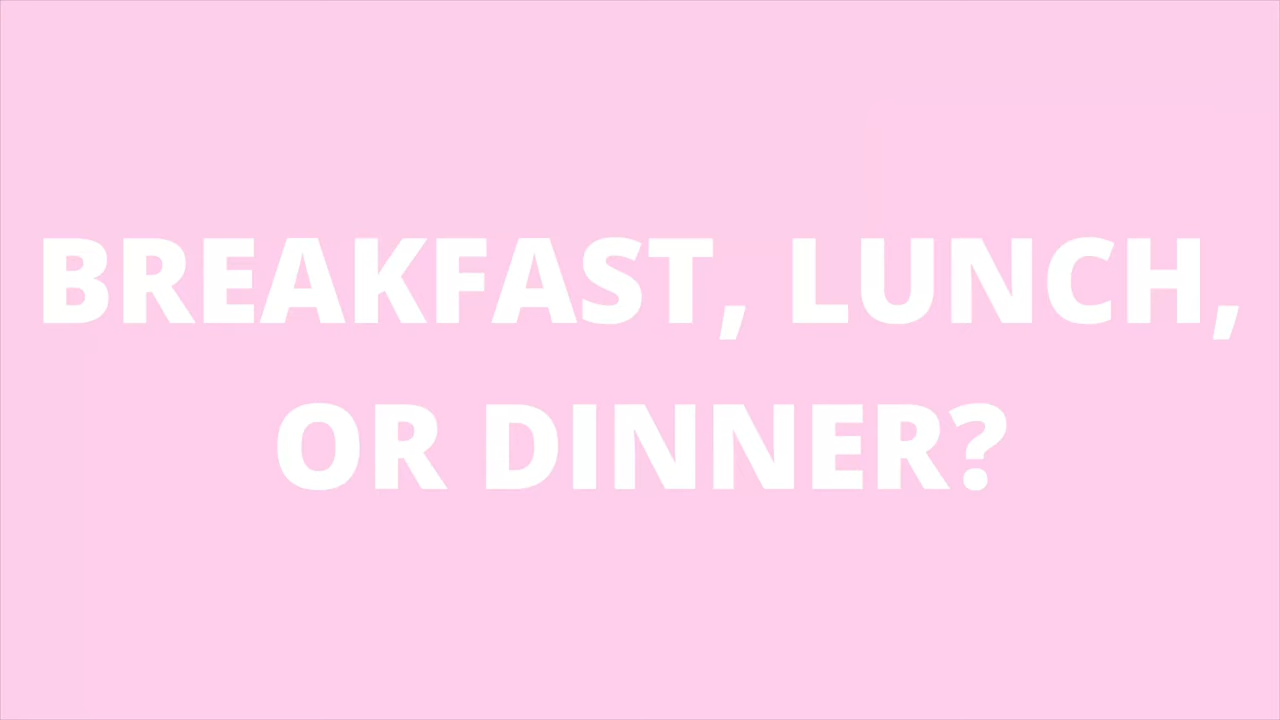 BREAKFAST, LUNCH,
OR DINNER?